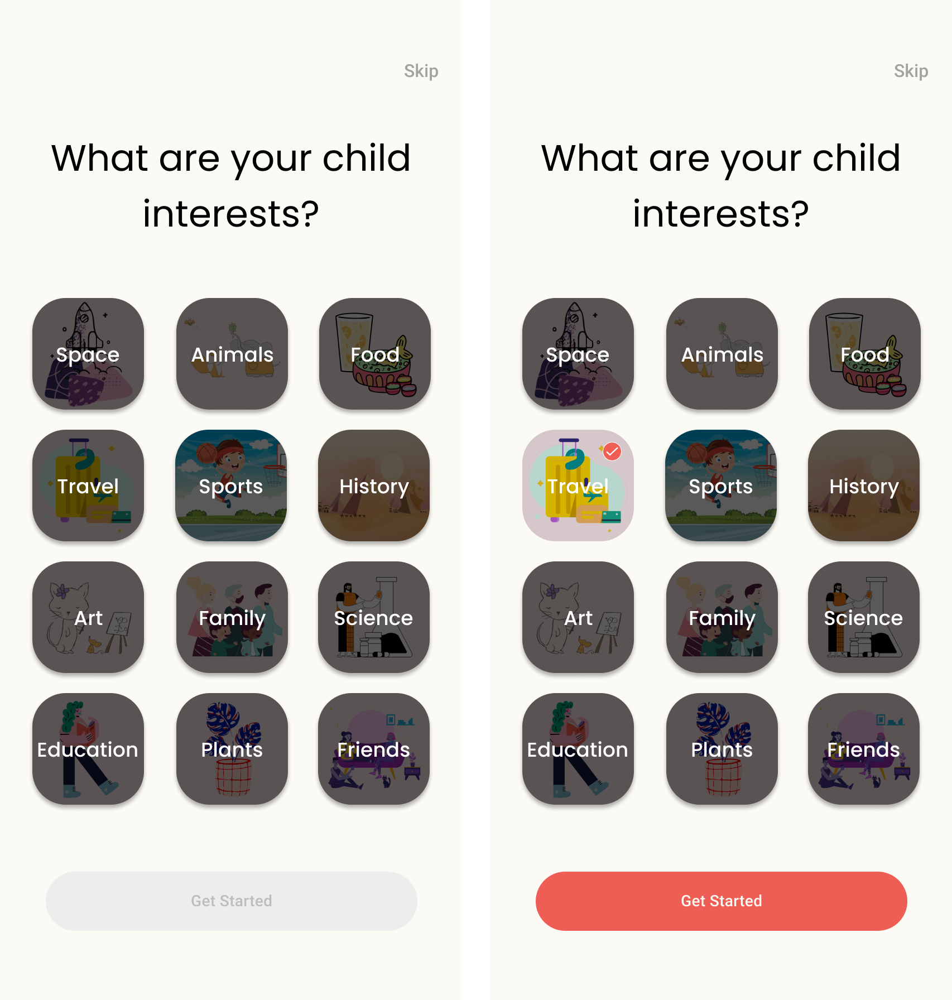 Skip
What are your child
interests?
Space
Animals
Food
Travel
Sports
History
Art
Family
Science
Education
Plants
Friends
Get Started
Skip
What are your child
interests?
Space
Animals
Food
Travel
Sports
History
Art
Family
Science
Education
Plants
Friends
Get Started